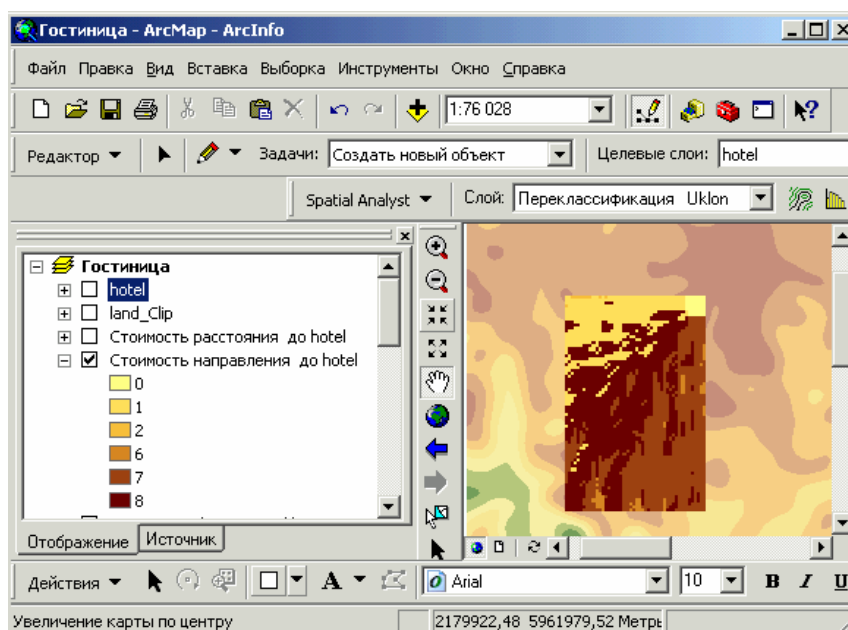 Гостиница - ArcMap - ArcInfo
Файл Правка Вид Вставка Выборка Инструменты Окно Справка
1:76 028
Редактор Задачи: Создать новый объект Целевые слои: hotel
Spatial Analyst Слой: Переклассификация Uklon
Гостиница
hotel
land_Clip
Стоимость расстояния до hotel
Стоимость направления до hotel
0
1
2
6
7
8
Отображение Источник
Действия A Arial 10 B I U
Увеличение карты по центру 2179922,48 5961979,52 Метры